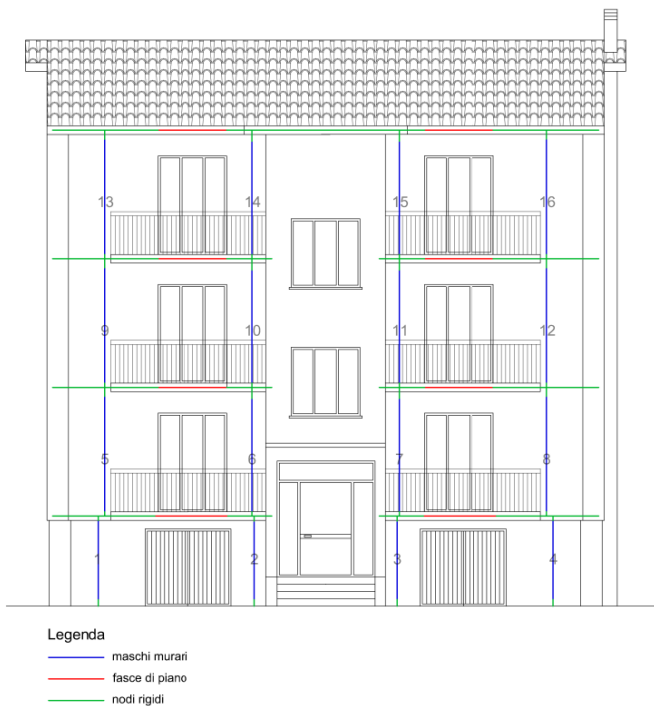 13 14 15 16
9 10 11 12
5 6 7 8
1 2 3 4
Legenda
maschi murari
fasce di piano
nodi rigidi